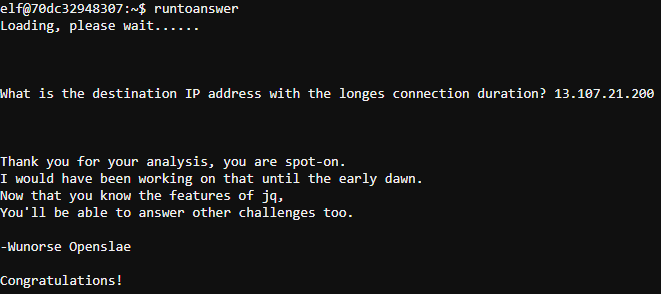 elf@70dc32948307:~$ runtoanswer
Loading, please wait......
What is the destination IP address with the longes connection duration? 13.107.21.200
Thank you for your analysis, you are spot-on.
I would have been working on that until the early dawn.
Now that you know the features of jq,
You'll be able to answer other challenges too.
-Wunorse Openslae
Congratulations!